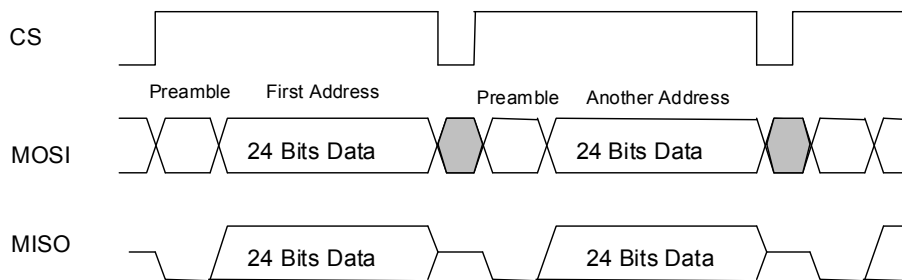 CS
Preamble First Address Preamble Another Address
MOSI 24 Bits Data 24 Bits Data
MISO 24 Bits Data 24 Bits Data